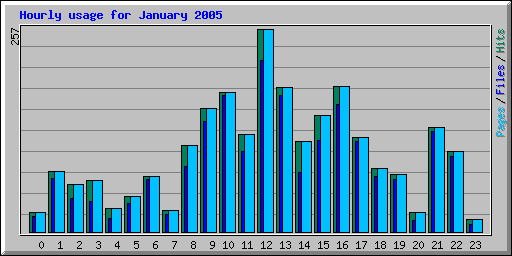 Hourly usage for January 2005
257
Pages/Files/Hits
0 1 2 3 4 5 6 7 8 9 10 11 12 13 14 15 16 17 18 19 20 21 22 23